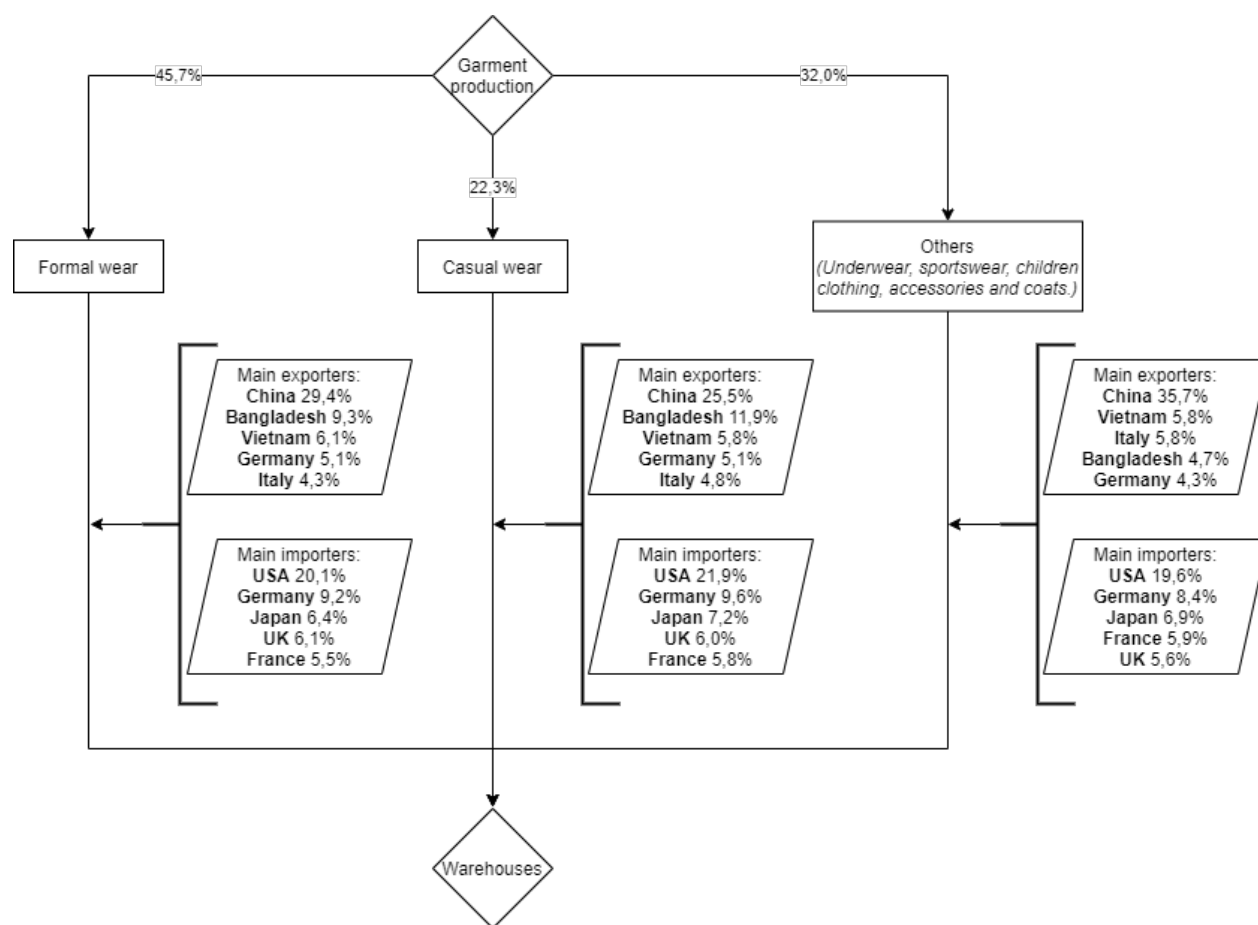 Garment
production
45,7%
32,0%
22,3%
Formal wear
Casual wear
Others
(Underwear, sportswear, children
clothing, accessories and coats.)
Main exporters:
China 29,4%
Bangladesh 9,3%
Vietnam 6,1%
Germany 5,1%
Italy 4,3%
Main importers:
USA 20,1%
Germany 9,2%
Japan 6,4%
UK 6,1%
France 5,5%
Main exporters:
China 25,5%
Bangladesh 11,9%
Vietnam 5,8%
Germany 5,1%
Italy 4,8%
Main importers:
USA 21,9%
Germany 9,6%
Japan 7,2%
UK 6,0%
France 5,8%
Main exporters:
China 35,7%
Vietnam 5,8%
Italy 5,8%
Bangladesh 4,7%
Germany 4,3%
Main importers:
USA 19,6%
Germany 8,4%
Japan 6,9%
France 5,9%
UK 5,6%
Warehouses